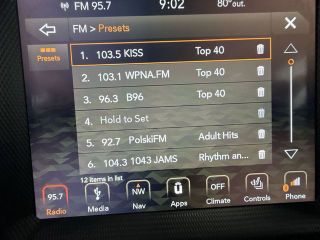 FM 95.7 9:02 80° out.
FM > Presets
Presets
1. 103.5 KISS Top 40
2. 103.1 WPNA.FM Top 40
3. 96.3 B96 Top 40
4. Hold to Set
5. 92.7 PolskiFM Adult Hits
6. 104.3 1043 JAMS Rhythm an...
12 items in list
95.7 NW OFF 0
Radio Media Nav Apps Climate Controls Phone